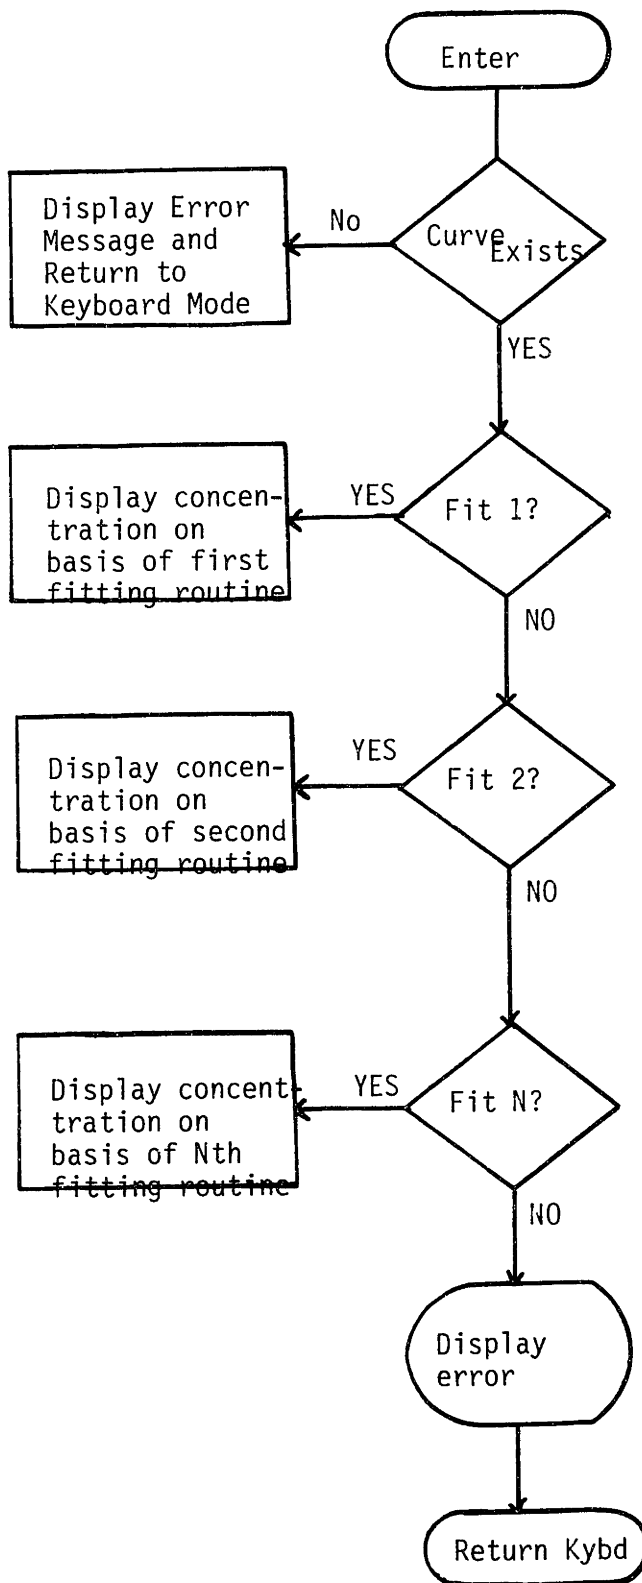 Enter
Curve
Exists
No
Display Error
Message and
Return to
Keyboard Mode
YES
Fit 1?
YES
Display concen-
tration on
basis of first
fitting routine
NO
Fit 2?
YES
Display concen-
tration on
basis of second
fitting routine
NO
Fit N?
YES
Display concent-
tration on
basis of Nth
fitting routine
NO
Display
error
Return Kybd